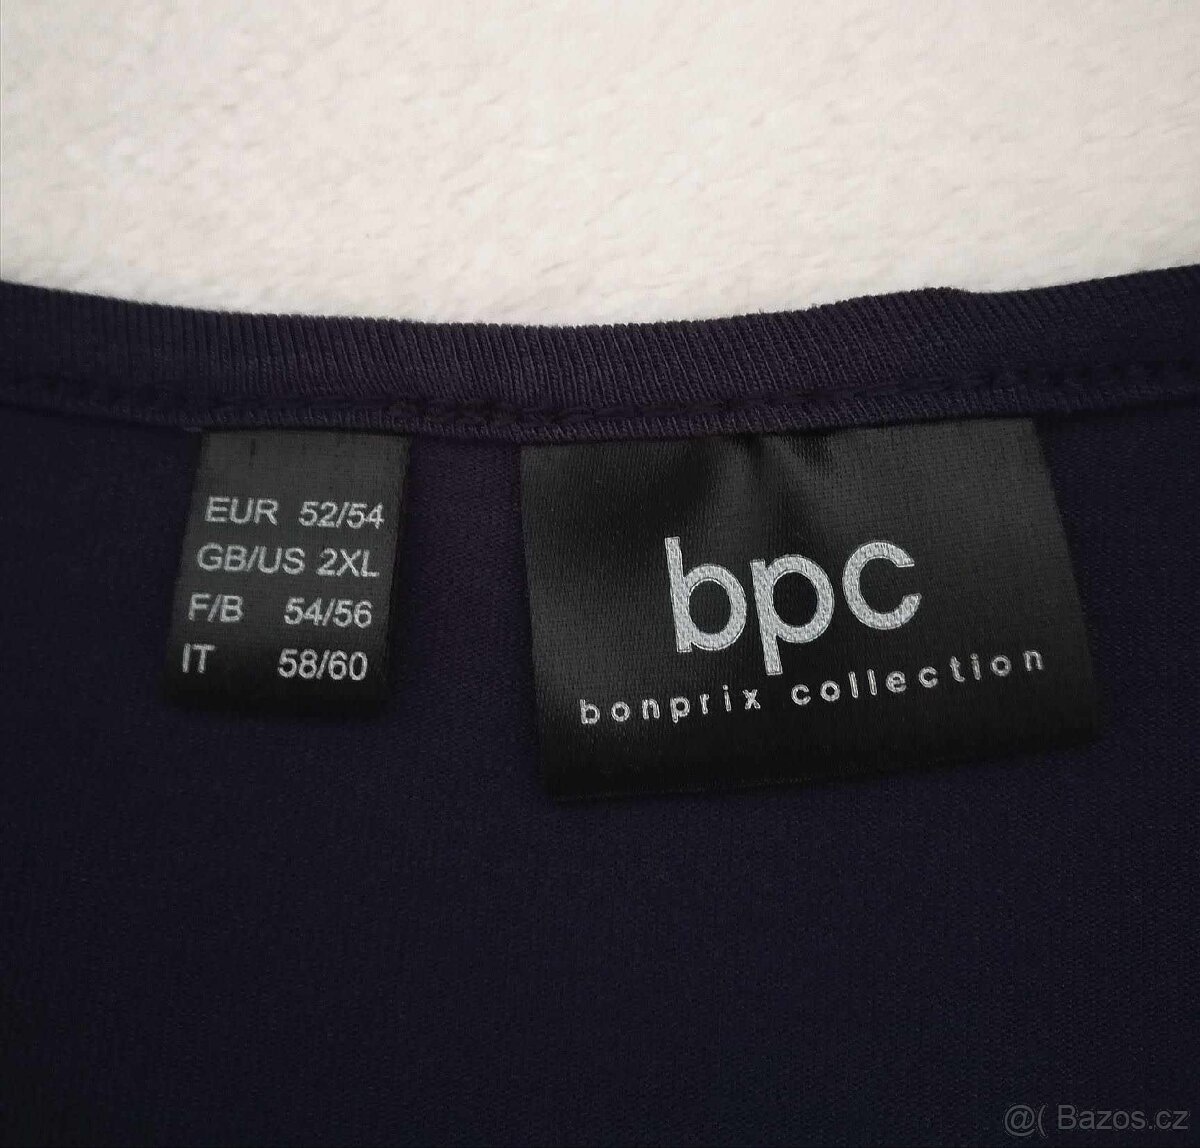 EUR 52/54
GB/US 2XL
F/B 54/56
IT 58/60
bpc
bonprix collection
@( Bazos.cz